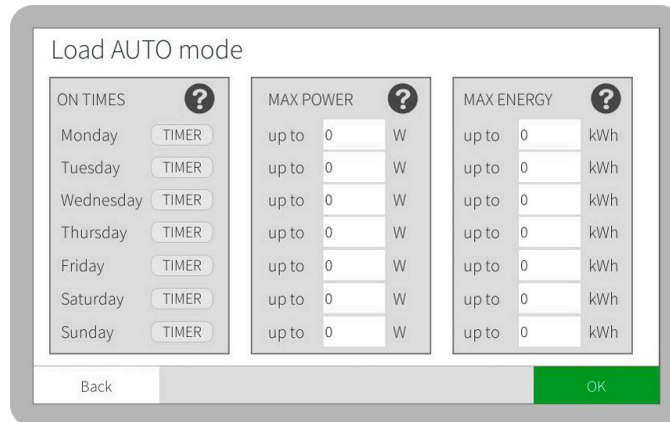 Load AUTO mode
ON TIMES ?
Monday TIMER
Tuesday TIMER
Wednesday TIMER
Thursday TIMER
Friday TIMER
Saturday TIMER
Sunday TIMER
MAX POWER ?
up to 0 W
up to 0 W
up to 0 W
up to 0 W
up to 0 W
up to 0 W
up to 0 W
MAX ENERGY ?
up to 0 kWh
up to 0 kWh
up to 0 kWh
up to 0 kWh
up to 0 kWh
up to 0 kWh
up to 0 kWh
Back
OK